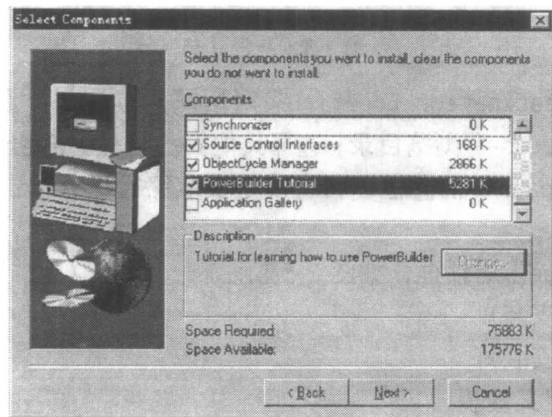 Select Components
Select the components you want to install, clear the components
you do not want to install.
Components
Synchronizer 0 K
Source Control Interfaces 168 K
ObjectCycle Manager 2866 K
PowerBuilder Tutorial 5281 K
Application Gallery 0 K
Description
Tutorial for learning how to use PowerBuilder
Change...
Space Required: 75883 K
Space Available: 175776 K
< Back Next > Cancel